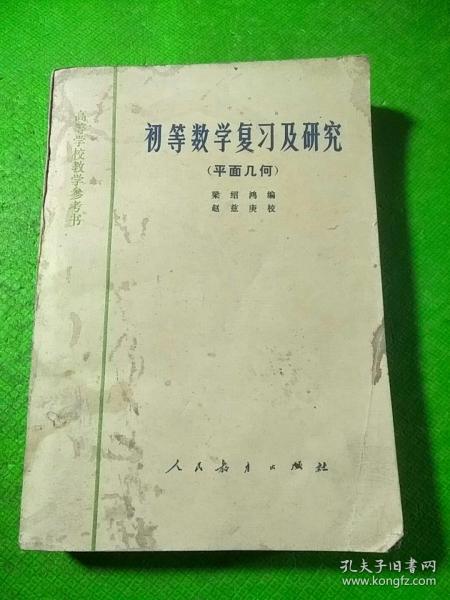 高等学校教学参考书
初等数学复习及研究
(平面几何)
梁绍鸿 编
赵慈庚 校
人民教育出版社
孔夫子旧书网
www.kongfz.com